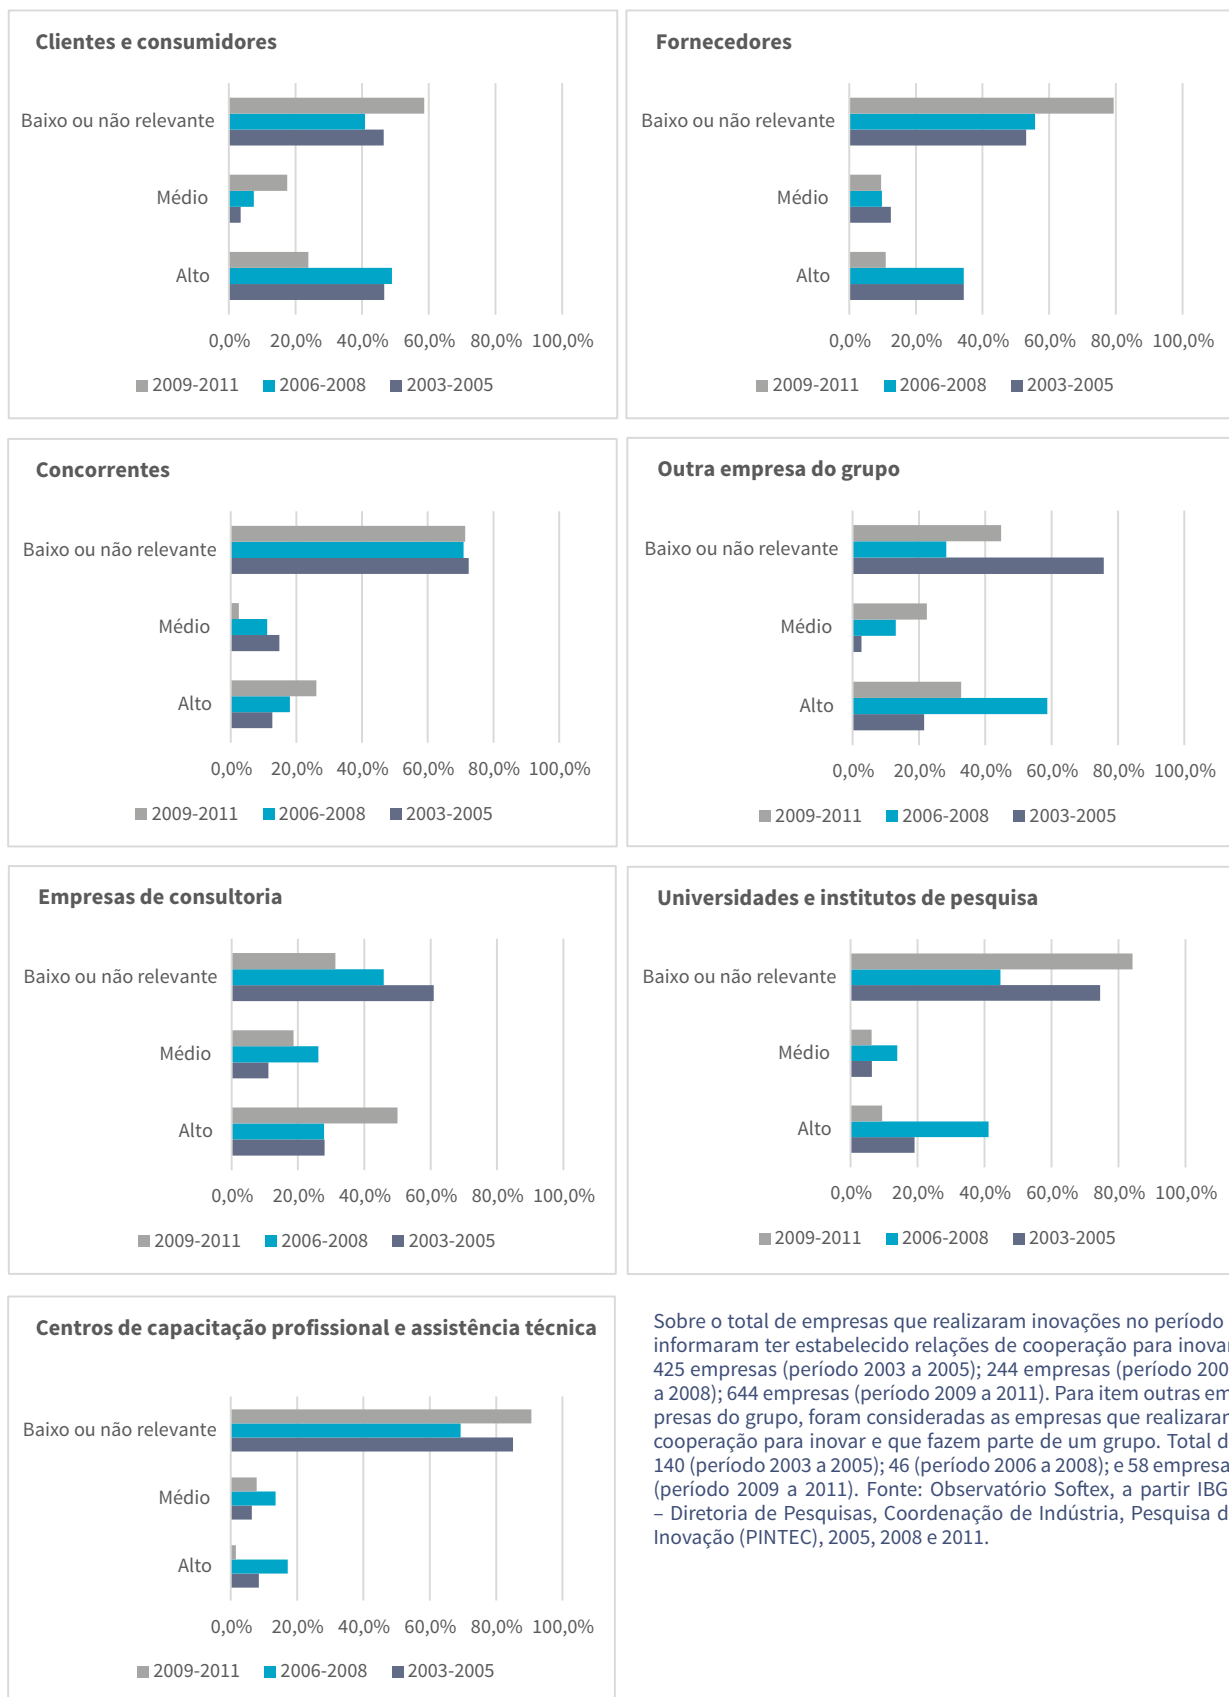 Clientes e consumidores
Baixo ou não relevante
Médio
Alto
0,0% 20,0% 40,0% 60,0% 80,0% 100,0%
2009-2011 2006-2008 2003-2005
Fornecedores
Baixo ou não relevante
Médio
Alto
0,0% 20,0% 40,0% 60,0% 80,0% 100,0%
2009-2011 2006-2008 2003-2005
Concorrentes
Baixo ou não relevante
Médio
Alto
0,0% 20,0% 40,0% 60,0% 80,0% 100,0%
2009-2011 2006-2008 2003-2005
Outra empresa do grupo
Baixo ou não relevante
Médio
Alto
0,0% 20,0% 40,0% 60,0% 80,0% 100,0%
2009-2011 2006-2008 2003-2005
Empresas de consultoria
Baixo ou não relevante
Médio
Alto
0,0% 20,0% 40,0% 60,0% 80,0% 100,0%
2009-2011 2006-2008 2003-2005
Universidades e institutos de pesquisa
Baixo ou não relevante
Médio
Alto
0,0% 20,0% 40,0% 60,0% 80,0% 100,0%
2009-2011 2006-2008 2003-2005
Centros de capacitação profissional e assistência técnica
Baixo ou não relevante
Médio
Alto
0,0% 20,0% 40,0% 60,0% 80,0% 100,0%
2009-2011 2006-2008 2003-2005
Sobre o total de empresas que realizaram inovações no período
informaram ter estabelecido relações de cooperação para inovar
425 empresas (período 2003 a 2005); 244 empresas (período 200
a 2008); 644 empresas (período 2009 a 2011). Para item outras em
presas do grupo, foram consideradas as empresas que realizaram
cooperação para inovar e que fazem parte de um grupo. Total d
140 (período 2003 a 2005); 46 (período 2006 a 2008); e 58 empresa
(período 2009 a 2011). Fonte: Observatório Softex, a partir IBG
– Diretoria de Pesquisas, Coordenação de Indústria, Pesquisa d
Inovação (PINTEC), 2005, 2008 e 2011.